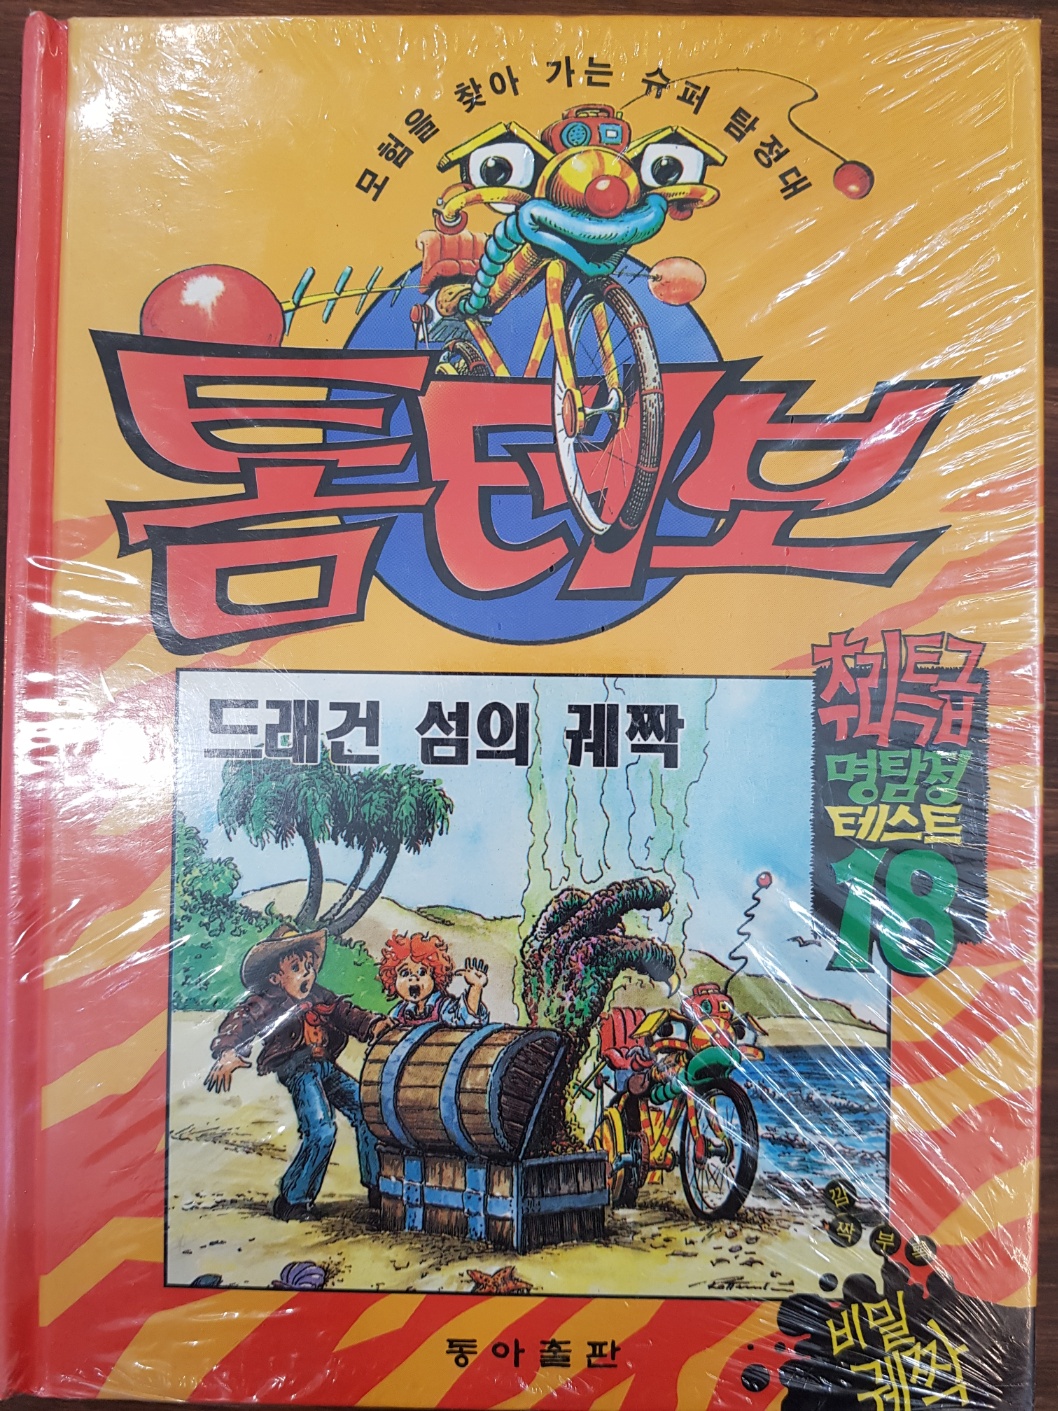 모험을 찾아 가는 슈퍼 탐정대
톰터보
드래건 섬의 궤짝
추리특급
명탐정
테스트
18
깜짝부록
비밀
궤짝
동아출판